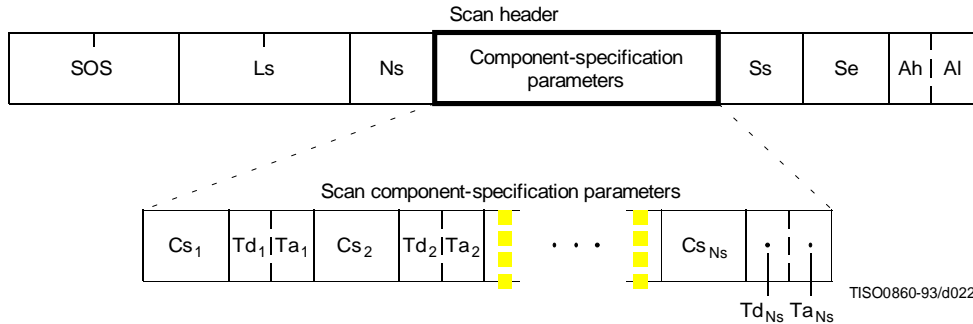 Scan header
SOS Ls Ns Component-specification parameters Ss Se Ah Al
Scan component-specification parameters
Cs1 Td1 Ta1 Cs2 Td2 Ta2 . . . CsNs
TdNs TaNs
TISO0860-93/d022